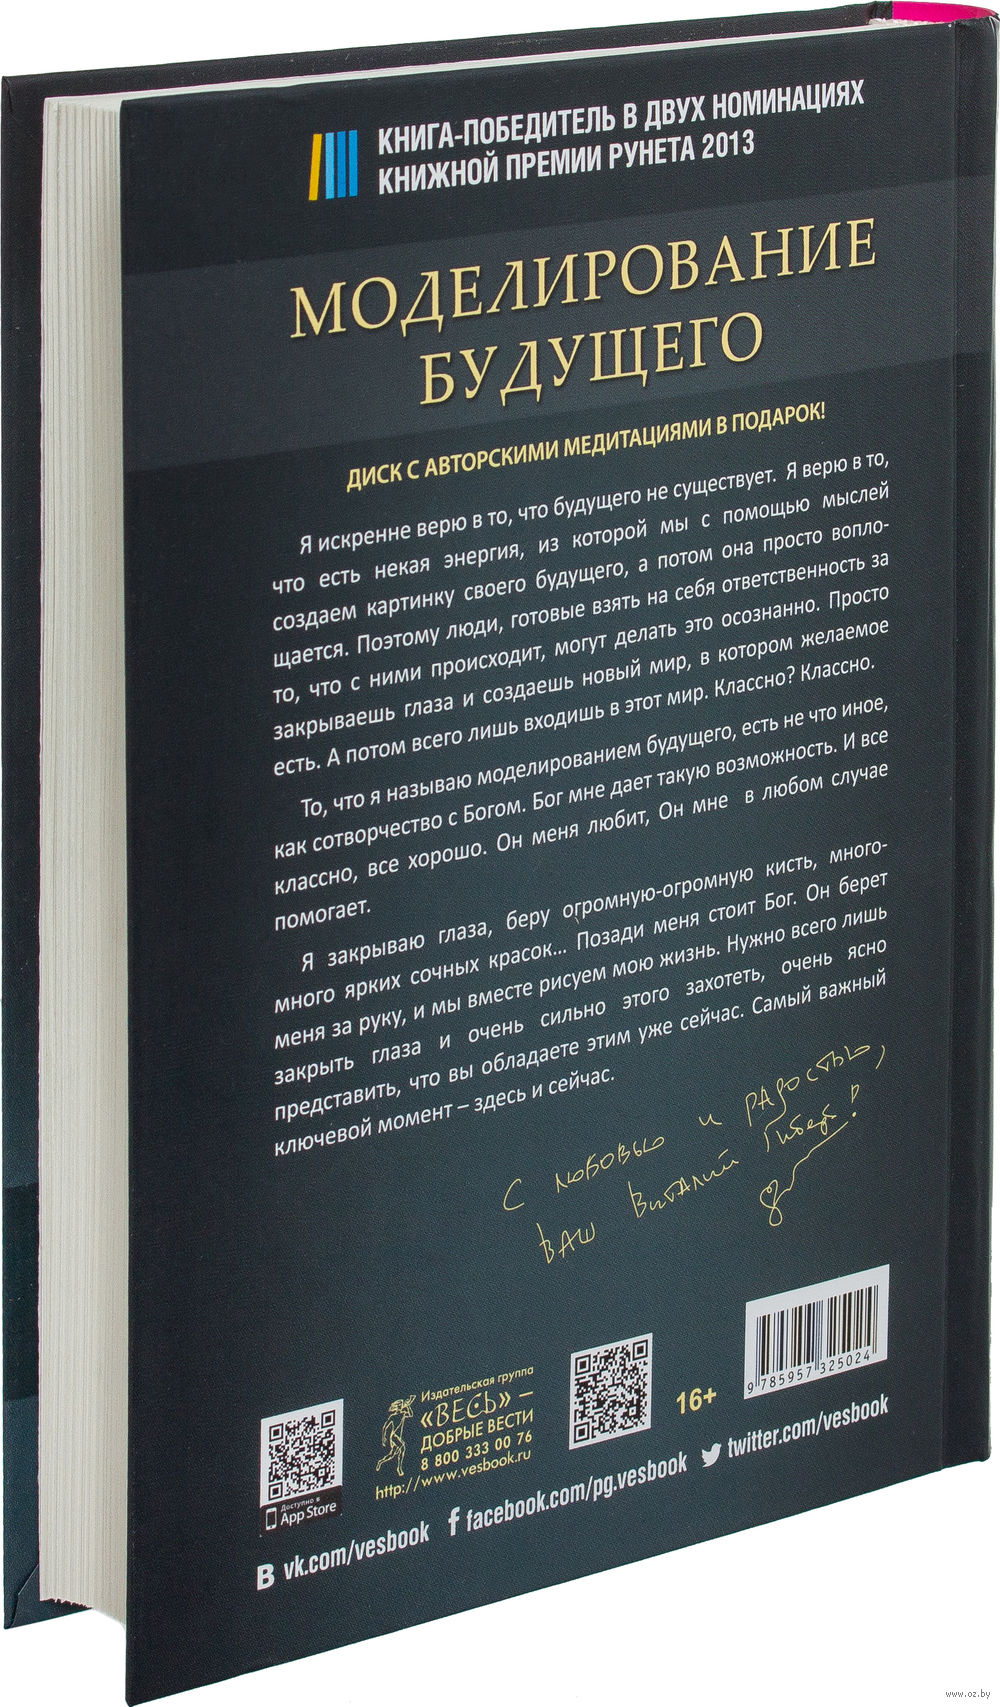 КНИГА-ПОБЕДИТЕЛЬ В ДВУХ НОМИНАЦИЯХ
КНИЖНОЙ ПРЕМИИ РУНЕТА 2013
МОДЕЛИРОВАНИЕ
БУДУЩЕГО
ДИСК С АВТОРСКИМИ МЕДИТАЦИЯМИ В ПОДАРОК!
Я искренне верю в то, что будущего не существует. Я верю в то,
что есть некая энергия, из которой мы с помощью мыслей
создаем картинку своего будущего, а потом она просто вопло-
щается. Поэтому люди, готовые взять на себя ответственность за
то, что с ними происходит, могут делать это осознанно. Просто
закрываешь глаза и создаешь новый мир, в котором желаемое
есть. А потом всего лишь входишь в этот мир. Классно? Классно.
То, что я называю моделированием будущего, есть не что иное,
как сотворчество с Богом. Бог мне дает такую возможность. И все
классно, все хорошо. Он меня любит, Он мне в любом случае
помогает.
Я закрываю глаза, беру огромную-огромную кисть, много-
много ярких сочных красок... Позади меня стоит Бог. Он берет
меня за руку, и мы вместе рисуем мою жизнь. Нужно всего лишь
закрыть глаза и очень сильно этого захотеть, очень ясно
представить, что вы обладаете этим уже сейчас. Самый важный
ключевой момент – здесь и сейчас.
С любовью и радостью,
Ваш Виталий Гиберт!
Доступно в
App Store
Издательская группа
«ВЕСЬ» –
ДОБРЫЕ ВЕСТИ
8 800 333 00 76
http://www.vesbook.ru
16+
9 785957 325024
В vk.com/vesbook
f facebook.com/pg.vesbook
twitter.com/vesbook
www.oz.by